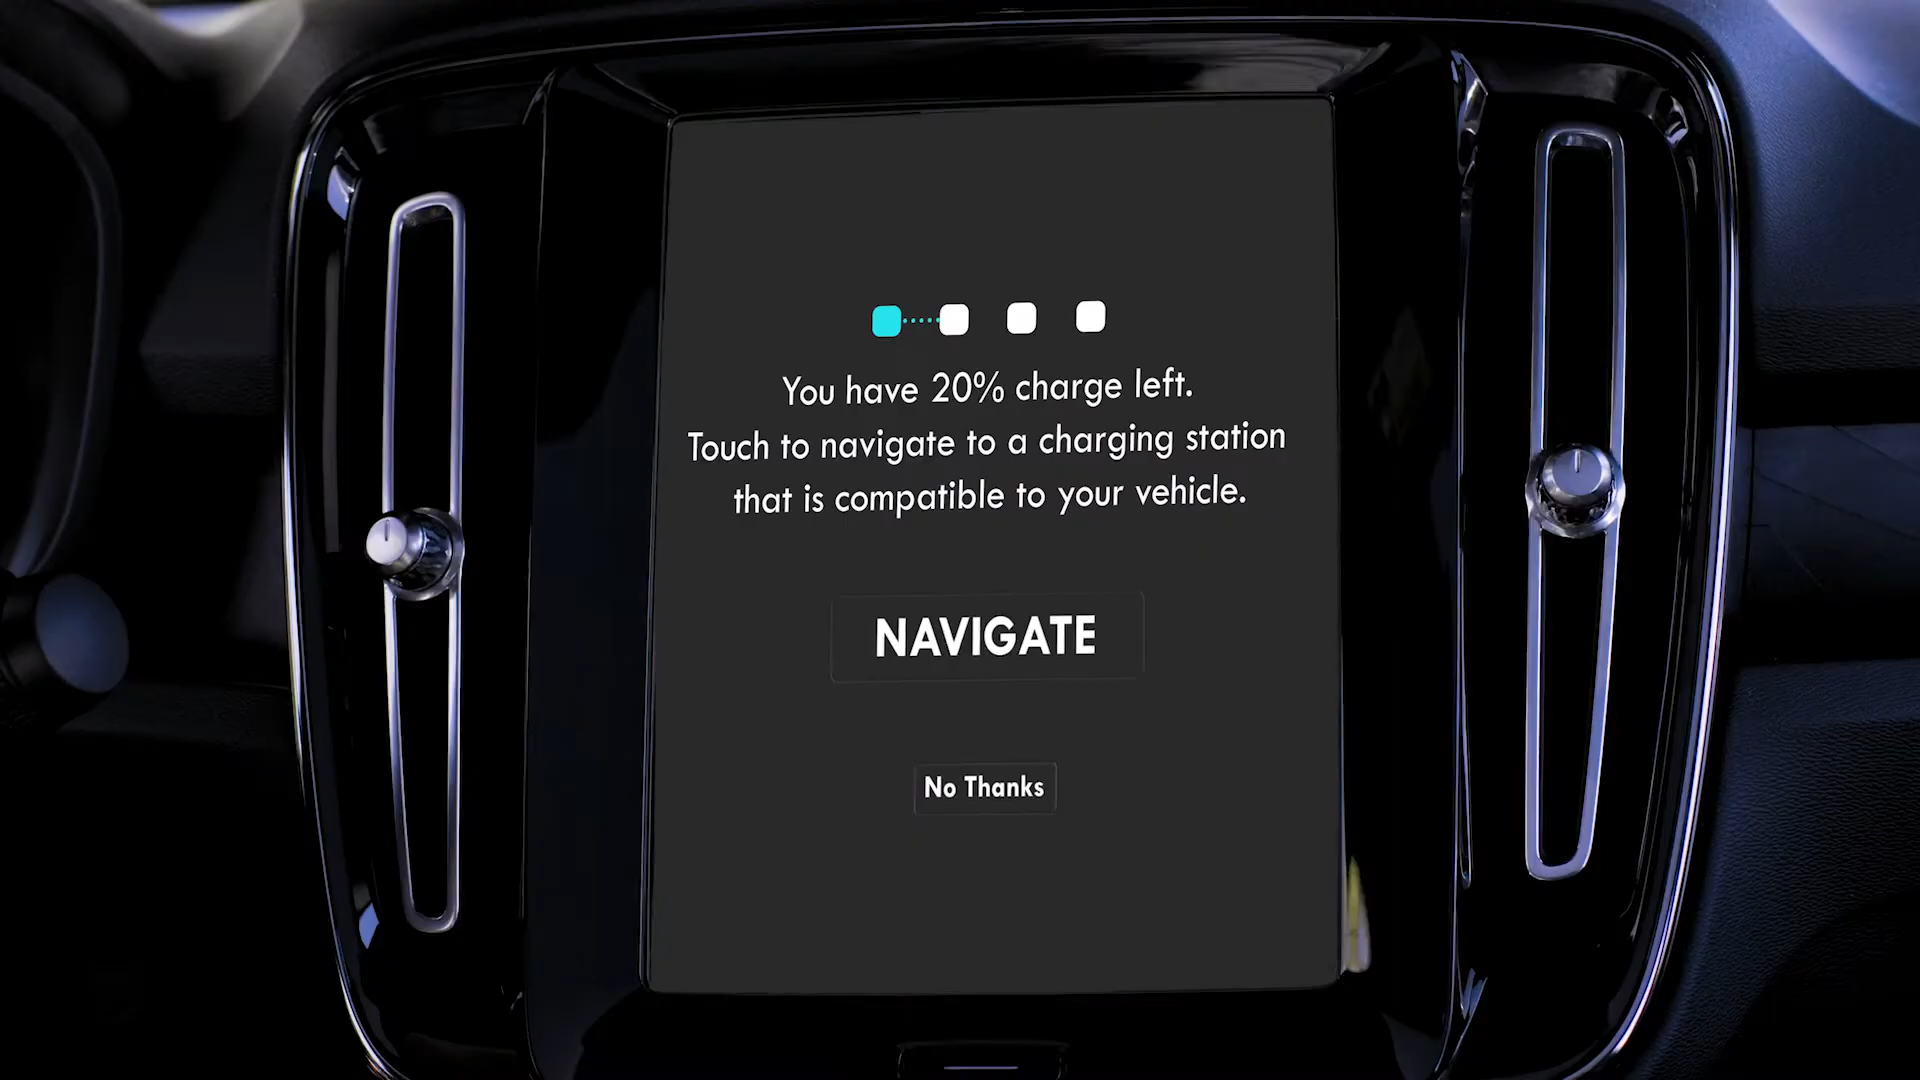 You have 20% charge left.
Touch to navigate to a charging station
that is compatible to your vehicle.
NAVIGATE
No Thanks